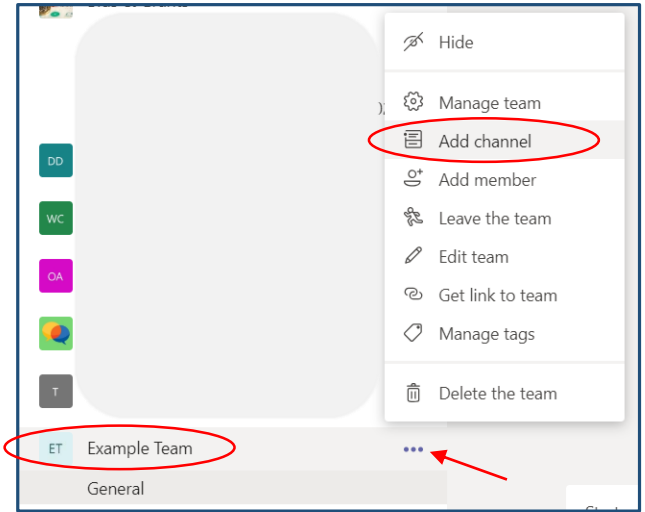 Hide
Manage team
Add channel
DD
Add member
WC
Leave the team
Edit team
OA
Get link to team
Manage tags
T
Delete the team
ET Example Team
General